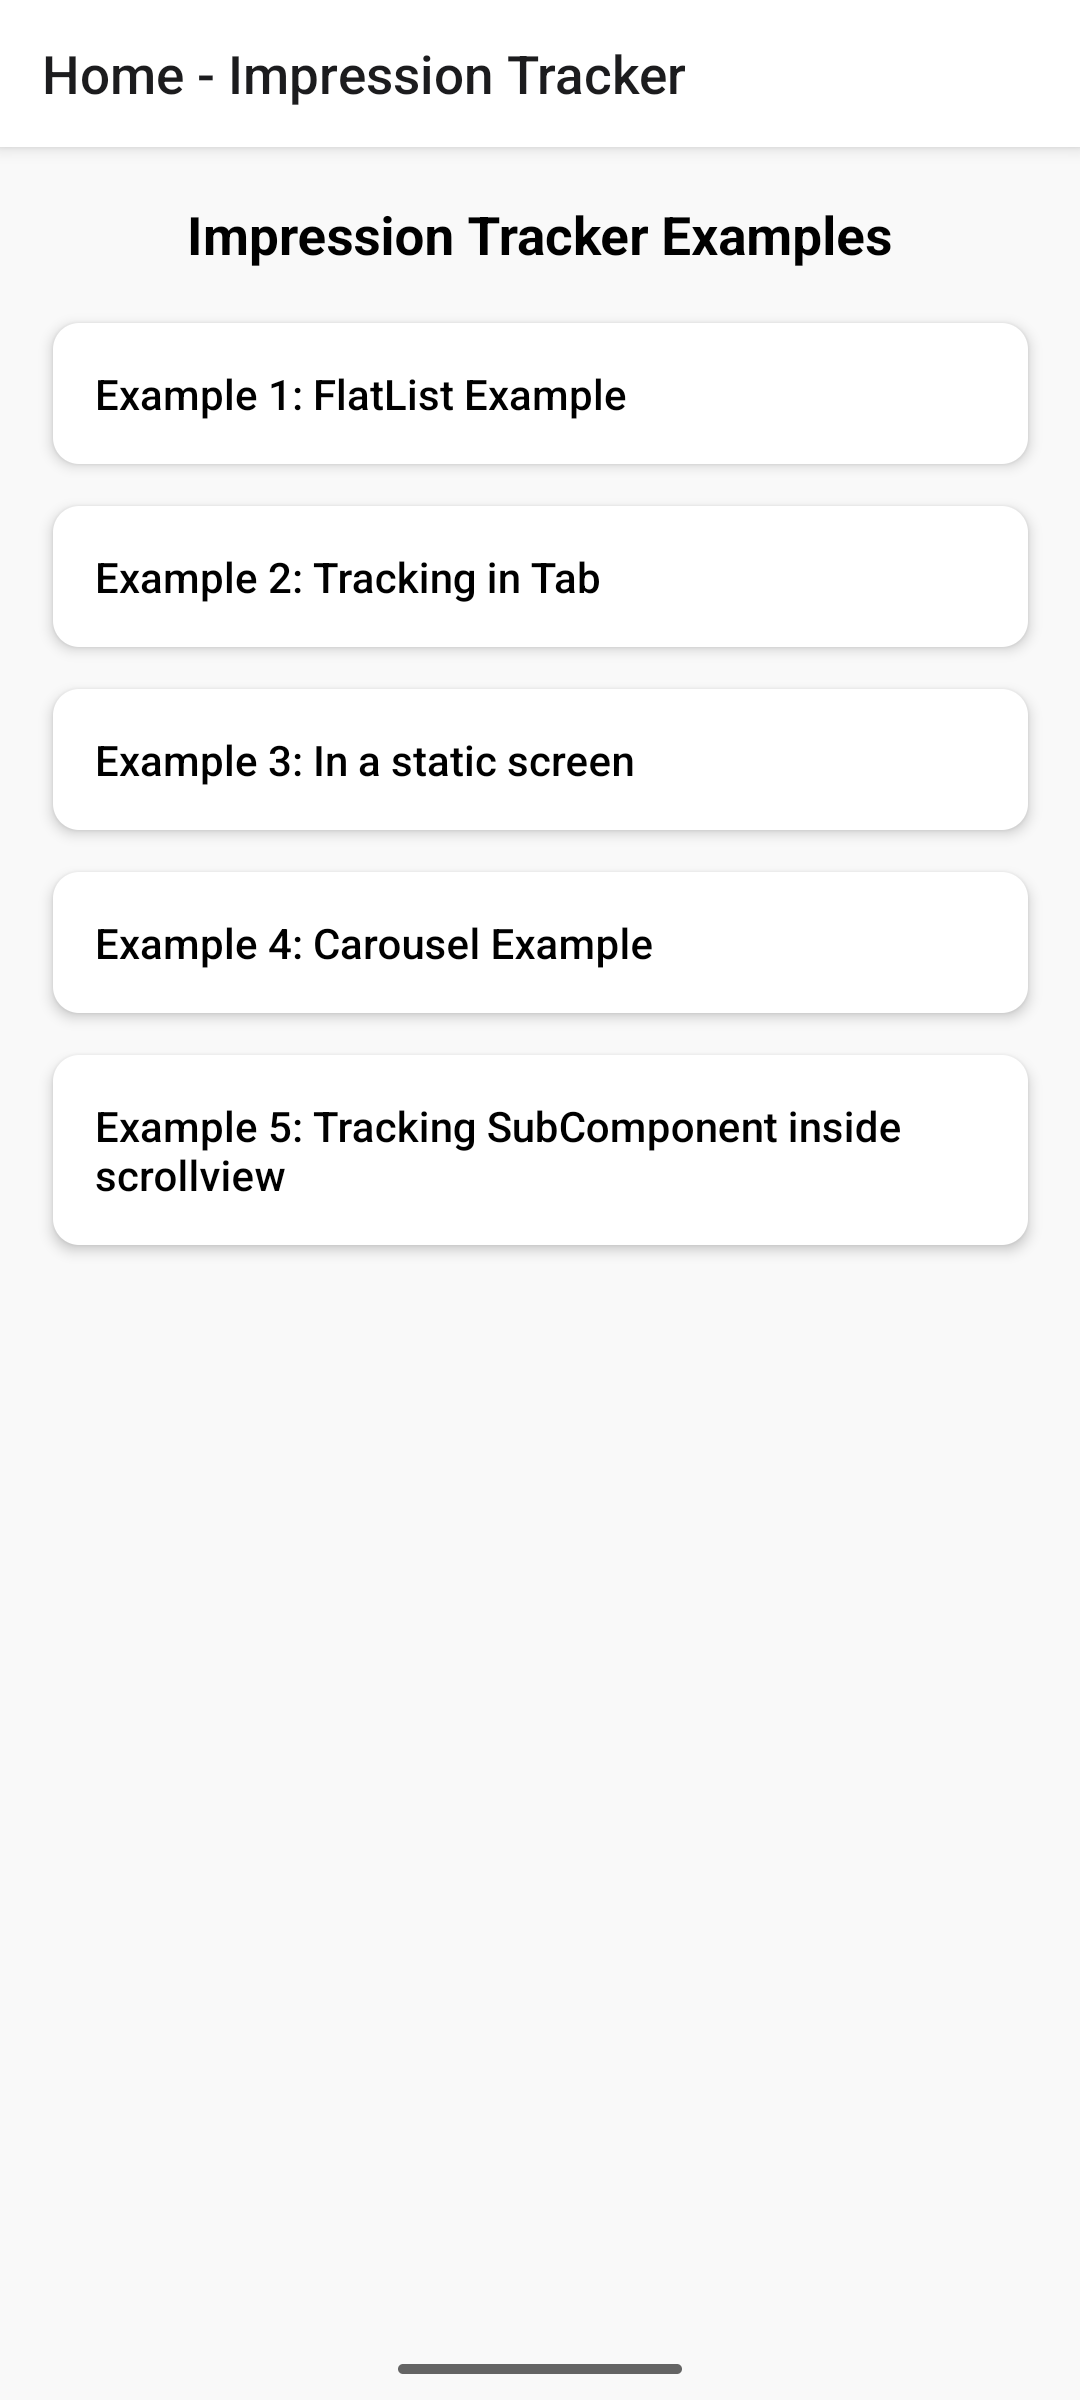 Home - Impression Tracker
Impression Tracker Examples
Example 1: FlatList Example
Example 2: Tracking in Tab
Example 3: In a static screen
Example 4: Carousel Example
Example 5: Tracking SubComponent inside
scrollview